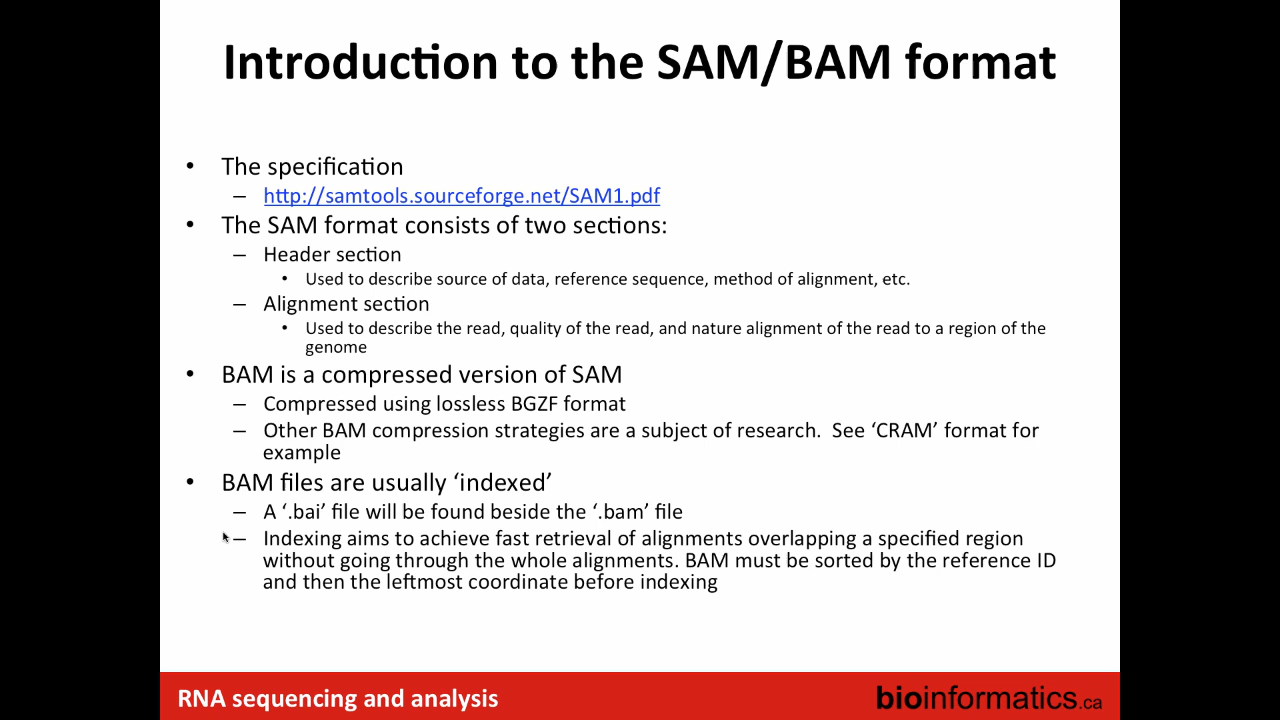 Introduction to the SAM/BAM format
• The specification
– http://samtools.sourceforge.net/SAM1.pdf
• The SAM format consists of two sections:
– Header section
• Used to describe source of data, reference sequence, method of alignment, etc.
– Alignment section
• Used to describe the read, quality of the read, and nature alignment of the read to a region of the
genome
• BAM is a compressed version of SAM
– Compressed using lossless BGZF format
– Other BAM compression strategies are a subject of research.  See ‘CRAM’ format for
example
• BAM files are usually ‘indexed’
– A ‘.bai’ file will be found beside the ‘.bam’ file
– Indexing aims to achieve fast retrieval of alignments overlapping a specified region
without going through the whole alignments. BAM must be sorted by the reference ID
and then the leftmost coordinate before indexing
RNA sequencing and analysis
bioinformatics.ca